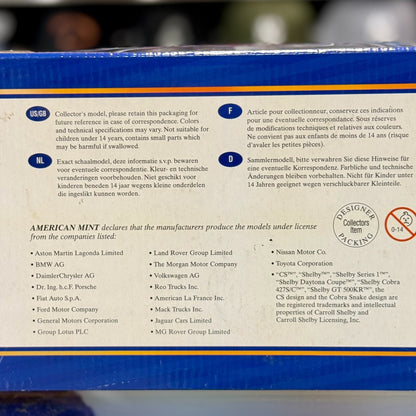 US/GB
Collector's model, please retain this packaging for
future reference in case of correspondence. Colors
and technical specifications may vary. Not suitable for
children under 14 years, contains small parts which
may be harmful if swallowed.
F
Article pour collectionneur, conservez ces indications
pour une éventuelle correspondance. Sous réserves
de modifications techniques et relatives aux couleurs.
Ne convient pas aux enfants de moins de 14 ans (risique
d'avaler les petites pièces).
NL
Exact schaalmodel, deze informatie s.v.p. bewaren
voor eventuele correspondentie. Kleur- en technische
veranderingen voorbehouden. Niet geschikt voor
kinderen beneden 14 jaar wegens kleine onderdelen
die ingeslikt kunnen worden.
D
Sammlermodell, bitte verwahren Sie diese Hinweise für
eine eventuelle Korrespondenz. Farbliche und technische
Änderungen bleiben vorbehalten. Nicht für Kinder unter
14 Jahren geeignet wegen verschluckbarer Kleinteile.
AMERICAN MINT declares that the manufacturers produce the models under license
from the companies listed:
DESIGNER
Collectors
Item
PACKING
0-14
• Aston Martin Lagonda Limited
• BMW AG
• DaimlerChrysler AG
• Dr. Ing. h.c.F. Porsche
• Fiat Auto S.p.A.
• Ford Motor Company
• General Motors Corporation
• Group Lotus PLC
• Land Rover Group Limited
• The Morgan Motor Company
• Volkswagen AG
• Reo Trucks Inc.
• American La France Inc.
• Mack Trucks Inc.
• Jaguar Cars Limited
• MG Rover Group Limited
• Nissan Motor Co.
• Toyota Corporation
• "CS™", "Shelby™", "Shelby Series 1™",
"Shelby Daytona Coupe™", "Shelby Cobra
427S/C™", "Shelby GT 500KR™", the
CS design and the Cobra Snake design are
the registered trademarks and intellectual
properties of Carroll Shelby and
Carroll Shelby Licensing, Inc.